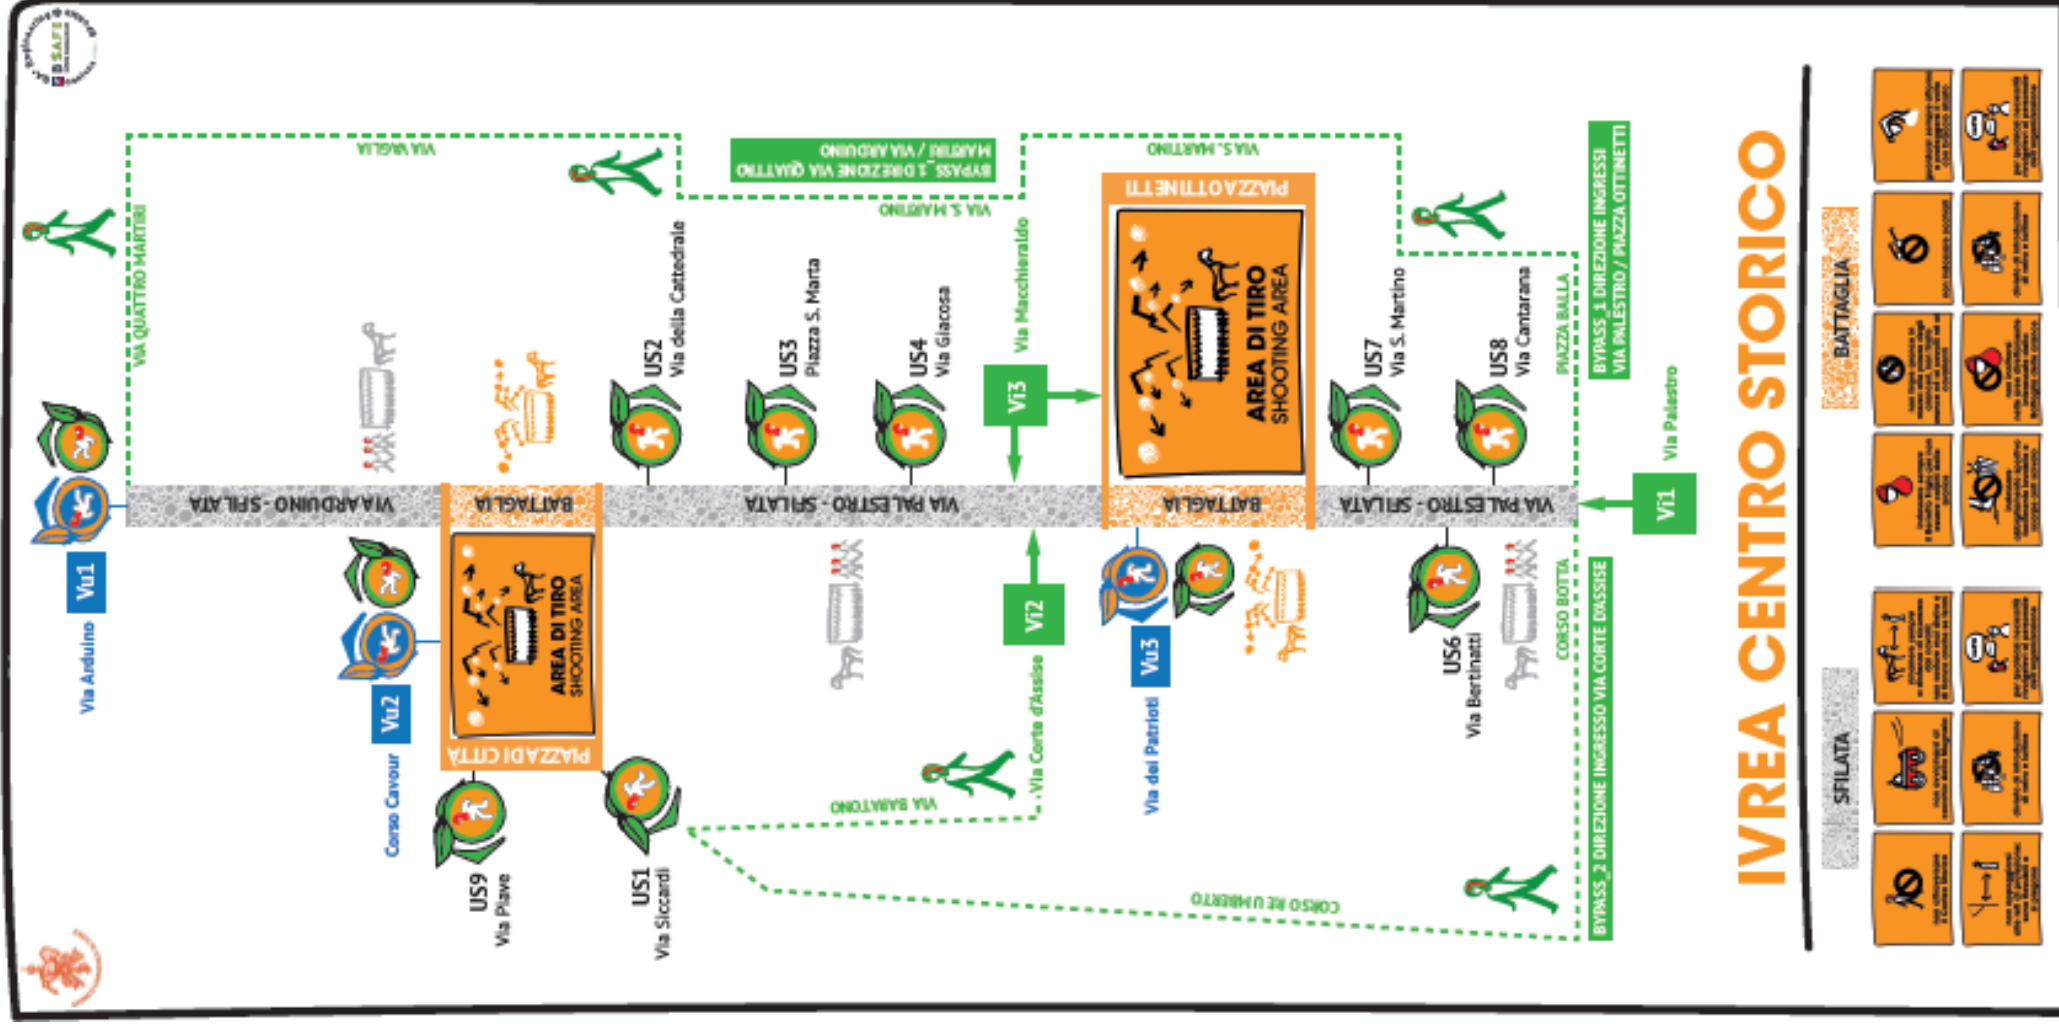 B SAFE
Via Arduino
Vu1
VIA QUATTRO MARTIRI
VIA ARDUINO - SFILATA
VIA VAGLIA
Corso Cavour
Vu2
US9
Via Piave
PIAZZA DI CITTÀ
AREA DI TIRO
SHOOTING AREA
BATTAGLIA
US1
Via Siccardi
US2
Via della Cattedrale
US3
Piazza S. Marta
VIA PALESTRO - SFILATA
BYPASS_1 DIREZIONE VIA QUATTRO
MARTIRI / VIA ARDUINO
VIA S. MARTINO
US4
Via Giacosa
VIA BARATONO
Via Corte d'Assise
Vi2
Vi3
Via Macchieraldo
Via dei Patrioti
Vu3
BATTAGLIA
PIAZZA OTTINETTI
AREA DI TIRO
SHOOTING AREA
VIA S. MARTINO
CORSO RE UMBERTO
US7
Via S. Martino
US6
Via Bertinatti
US8
Via Cantarana
VIA PALESTRO - SFILATA
CORSO BOTTA
PIAZZA BALLA
BYPASS_2 DIREZIONE INGRESSO VIA CORTE D'ASSISE
BYPASS_1 DIREZIONE INGRESSI
VIA PALESTRO / PIAZZA OTTINETTI
Vi1
Via Palestro
IVREA CENTRO STORICO
SFILATA
BATTAGLIA